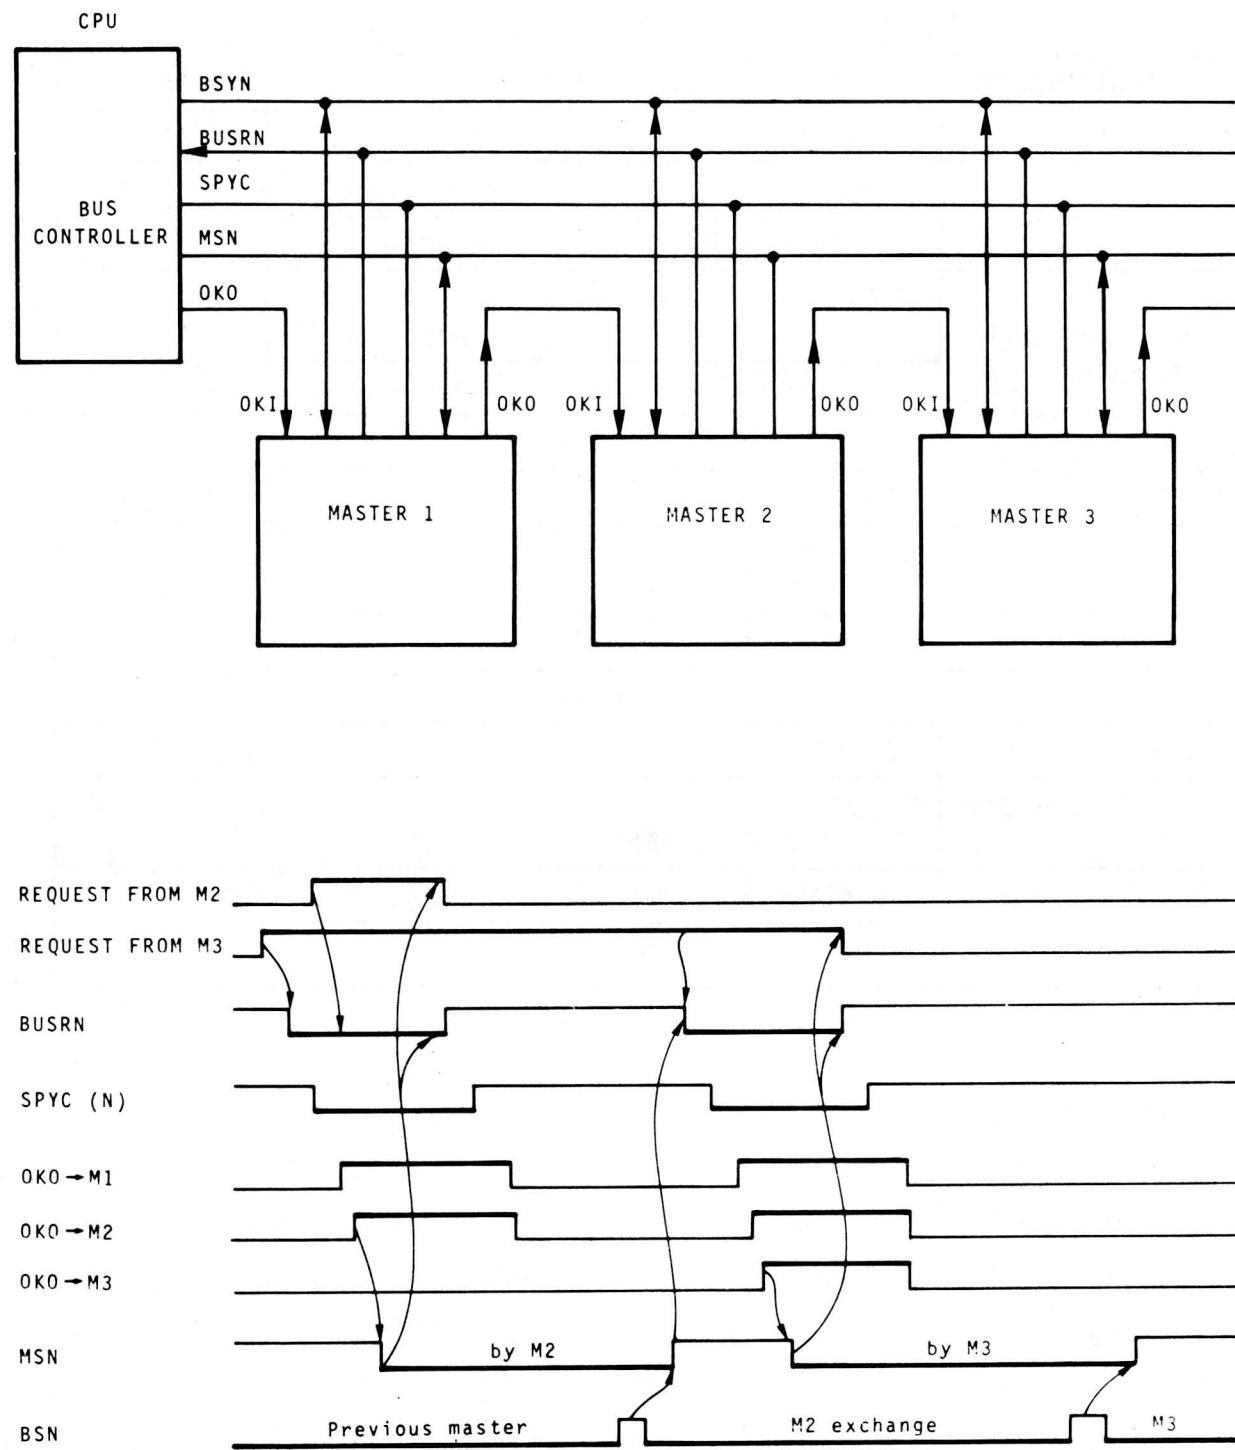 CPU
BSYN
BUSRN
SPYC
BUS
CONTROLLER
MSN
OKO
OKI
OKO
OKI
OKO
OKI
OKO
MASTER 1
MASTER 2
MASTER 3
REQUEST FROM M2
REQUEST FROM M3
BUSRN
SPYC (N)
OKO→M1
OKO→M2
OKO→M3
MSN
by M2
by M3
BSN
Previous master
M2 exchange
M3